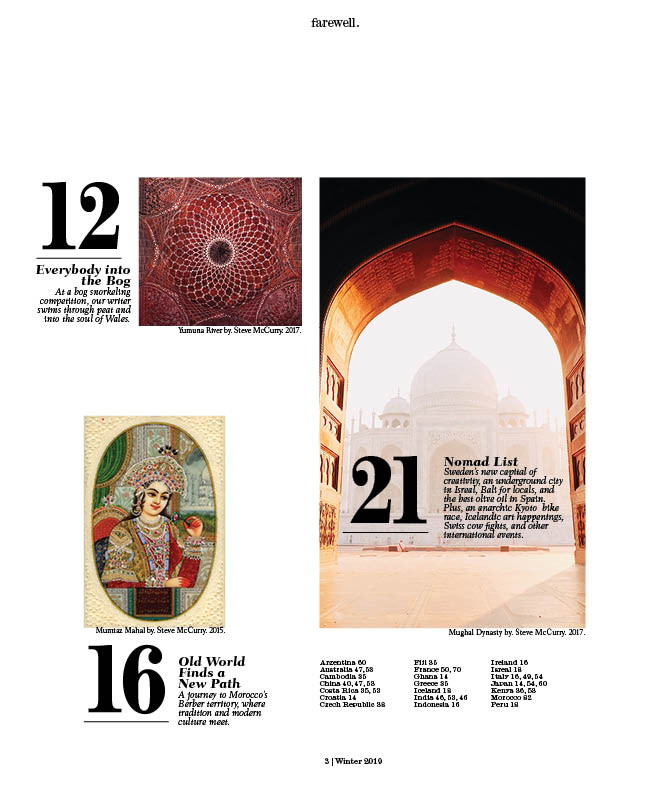 farewell.
12
Everybody into
the Bog
At a bog snorkeling
competition, our writer
swims through peat and
into the soul of Wales.
Yumuna River by. Steve McCurry. 2017.
21
Nomad List
Sweden's new capital of
creativity, an underground city
in Isreal, Bali for locals, and
the best olive oil in Spain.
Plus, an anarchic Kyoto bike
race, Icelandic art happenings,
Swiss cow fights, and other
international events.
Mughal Dynasty by. Steve McCurry. 2017.
Mumtaz Mahal by. Steve McCurry. 2015.
16
Old World
Finds a
New Path
A journey to Morocco's
Berber territory, where
tradition and modern
culture meet.
Argentina 60
Australia 47,53
Cambodia 35
China 40, 47, 53
Costa Rica 35, 53
Croatia 14
Czech Republic 38
Fiji 35
France 50, 70
Ghana 14
Greece 35
Iceland 18
India 46, 53, 46
Indonesia 16
Ireland 16
Isreal 18
Italy 16, 49, 54
Japan 14, 54, 60
Kenya 36, 53
Morocco 82
Peru 18
3 | Winter 2019